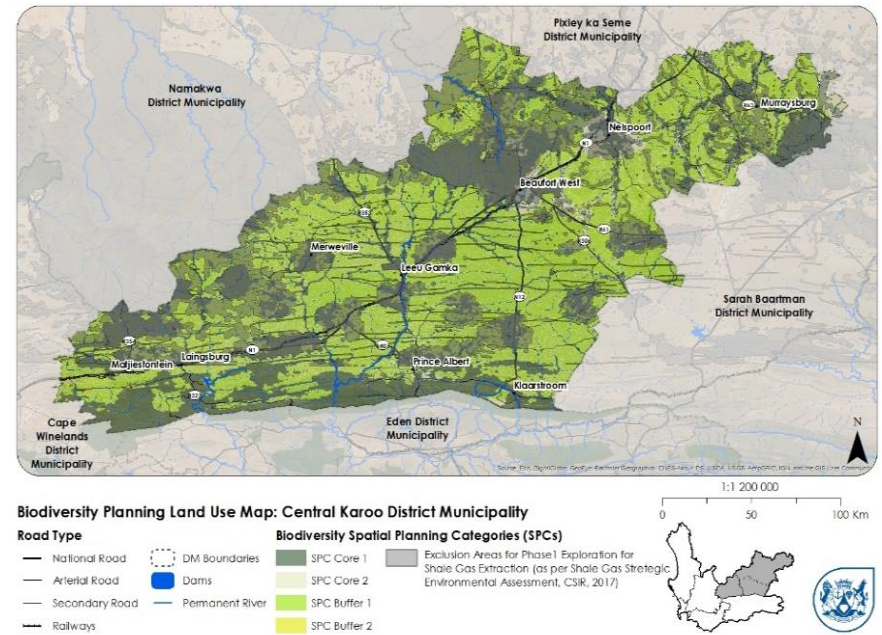 Pixley ka Seme
District Municipality
Namakwa
District Municipality
R63
Murraysburg
Nelspoort
N1
Beaufort West
R61
Merweville
Leeu Gamka
N12
Sarah Baartman
District Municipality
Matjiesfontein
Laingsburg
N1
Prince Albert
Klaarstroom
Cape
Winelands
District
Municipality
Eden District
Municipality
N
Biodiversity Planning Land Use Map: Central Karoo District Municipality
1:1 200 000
0 50 100 Km
Road Type
National Road
Arterial Road
Secondary Road
Railways
DM Boundaries
Dams
Permanent River
Biodiversity Spatial Planning Categories (SPCs)
SPC Core 1
SPC Core 2
SPC Buffer 1
SPC Buffer 2
Exclusion Areas for Phase1 Exploration for
Shale Gas Extraction (as per Shale Gas Stretegic
Environmental Assessment, CSIR, 2017)